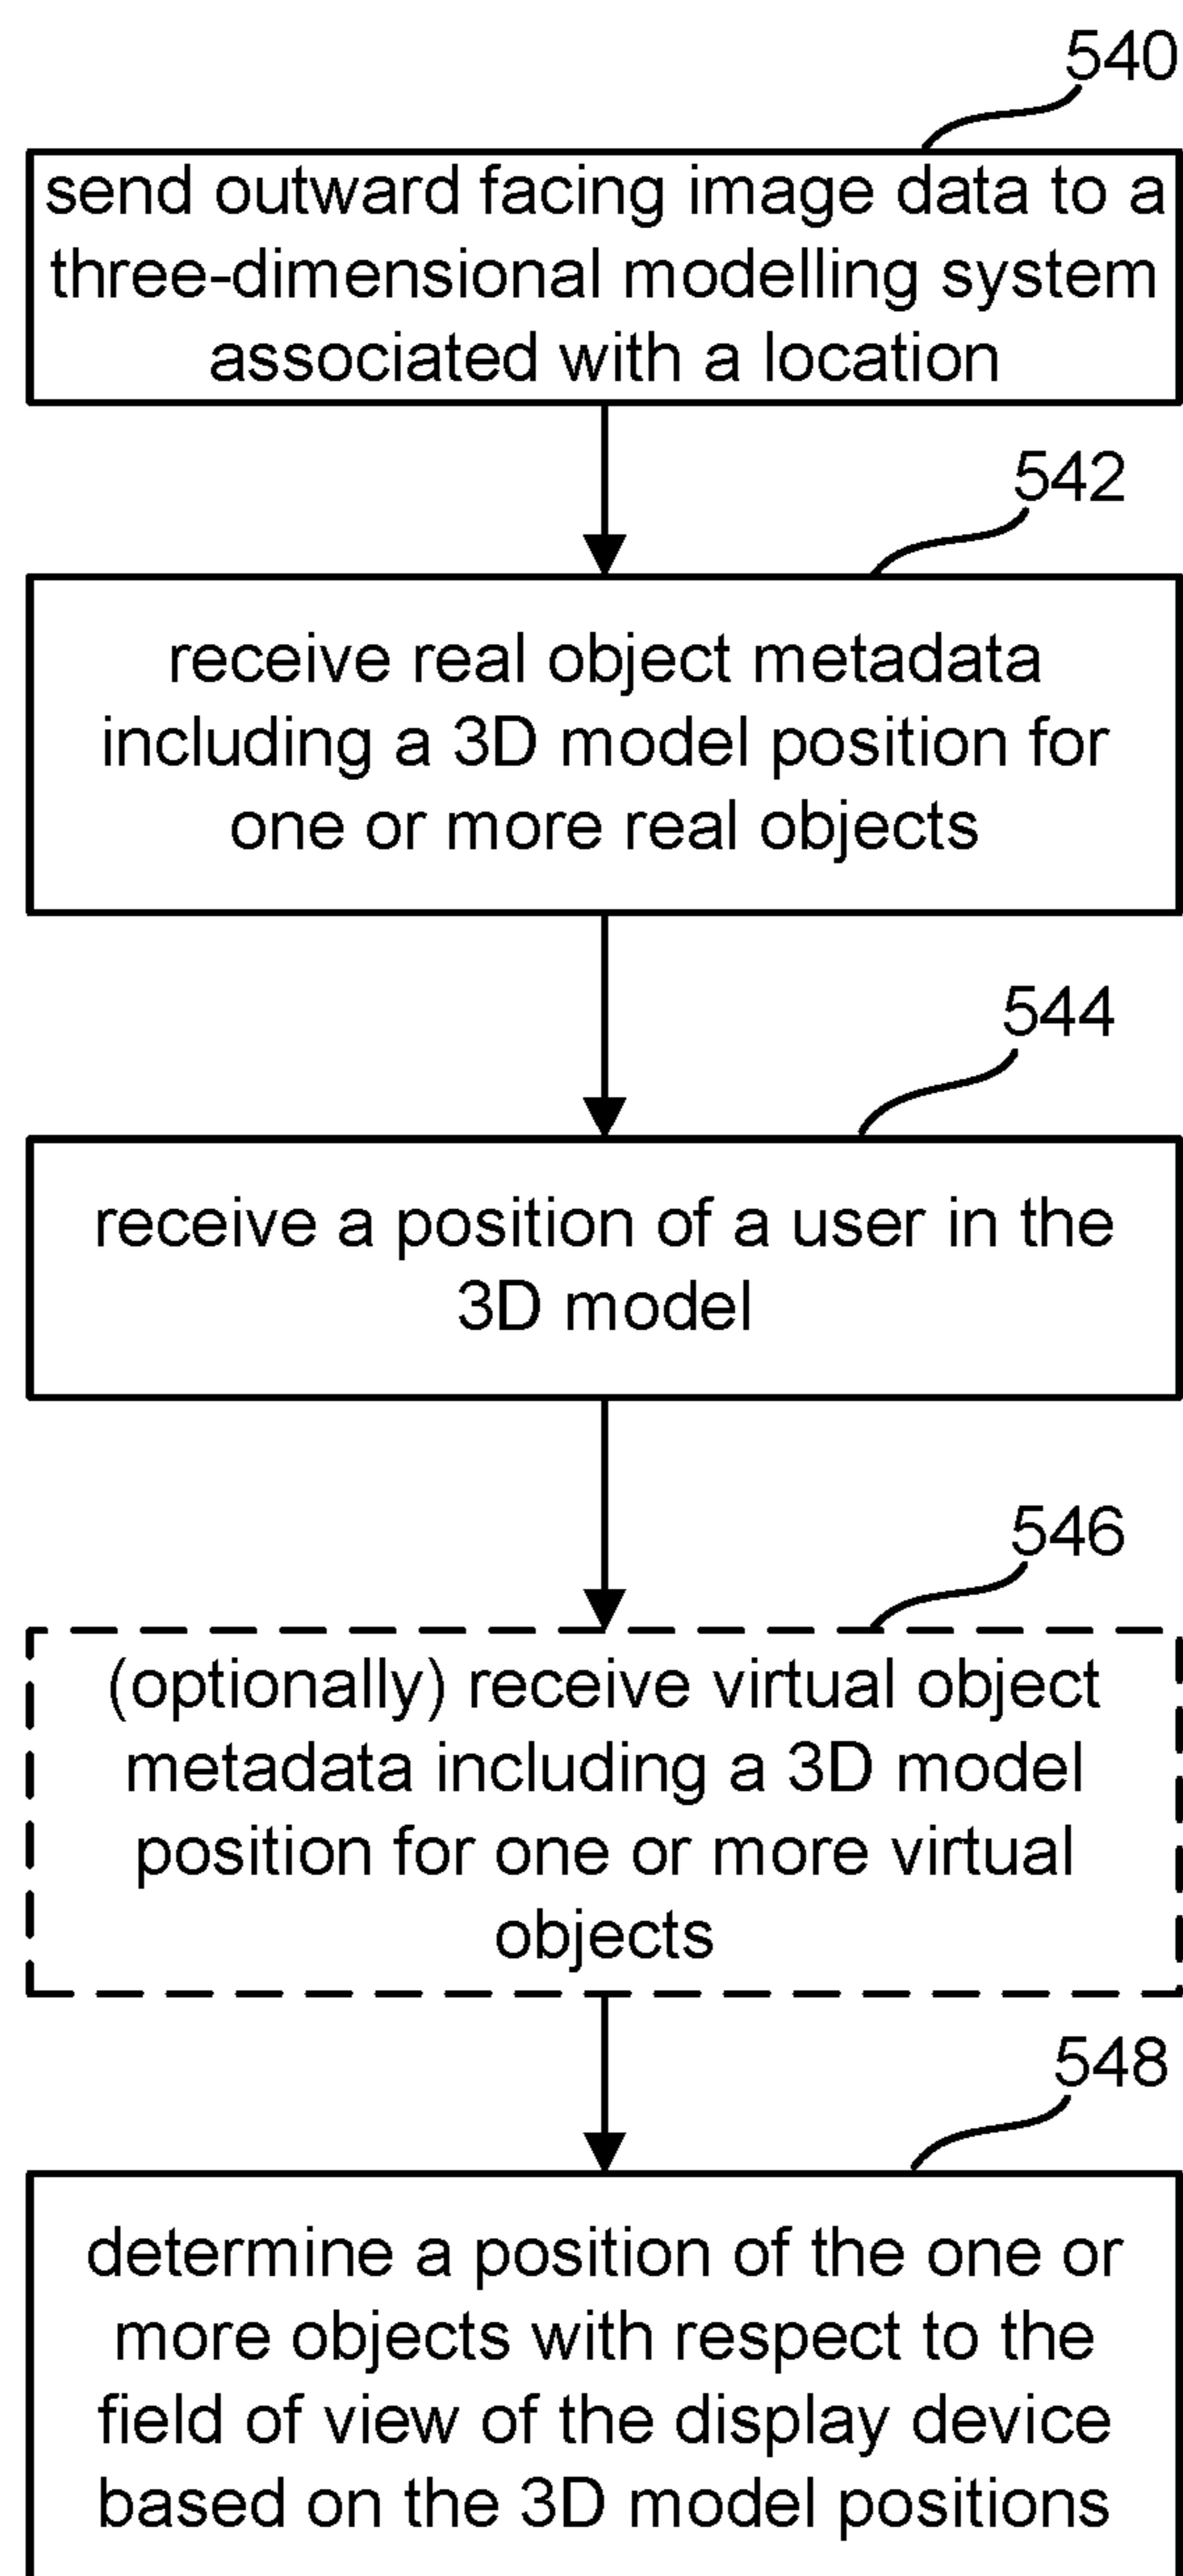 540
send outward facing image data to a
three-dimensional modelling system
associated with a location
542
receive real object metadata
including a 3D model position for
one or more real objects
544
receive a position of a user in the
3D model
546
(optionally) receive virtual object
metadata including a 3D model
position for one or more virtual
objects
548
determine a position of the one or
more objects with respect to the
field of view of the display device
based on the 3D model positions